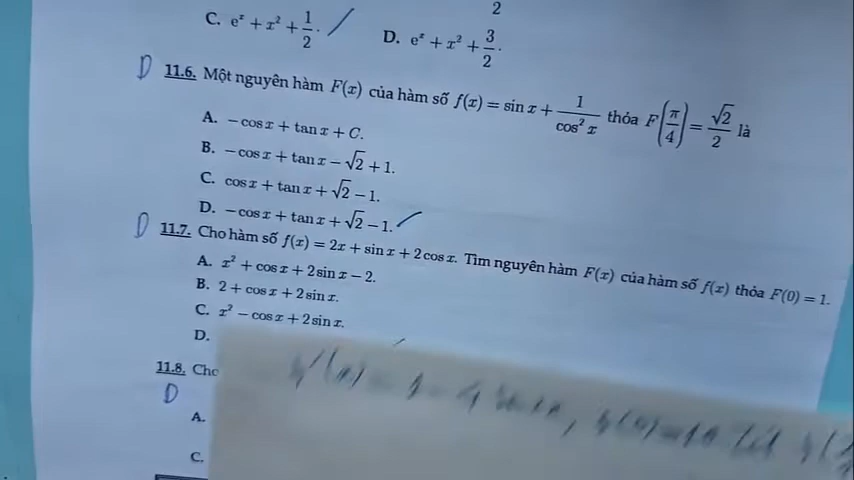 2
C. eˣ + x² + 1/2.
D. eˣ + x² + 3/2.
D 11.6. Một nguyên hàm F(x) của hàm số f(x) = sin x + 1/cos² x thỏa F(π/4) = √2/2 là
A. −cos x + tan x + C.
B. −cos x + tan x − √2 + 1.
C. cos x + tan x + √2 − 1.
D. −cos x + tan x + √2 − 1.
D 11.7. Cho hàm số f(x) = 2x + sin x + 2 cos x. Tìm nguyên hàm F(x) của hàm số f(x) thỏa F(0) = 1.
A. x² + cos x + 2 sin x − 2.
B. 2 + cos x + 2 sin x.
C. x² − cos x + 2 sin x.
D.
11.8. Cho
D
A.
C.